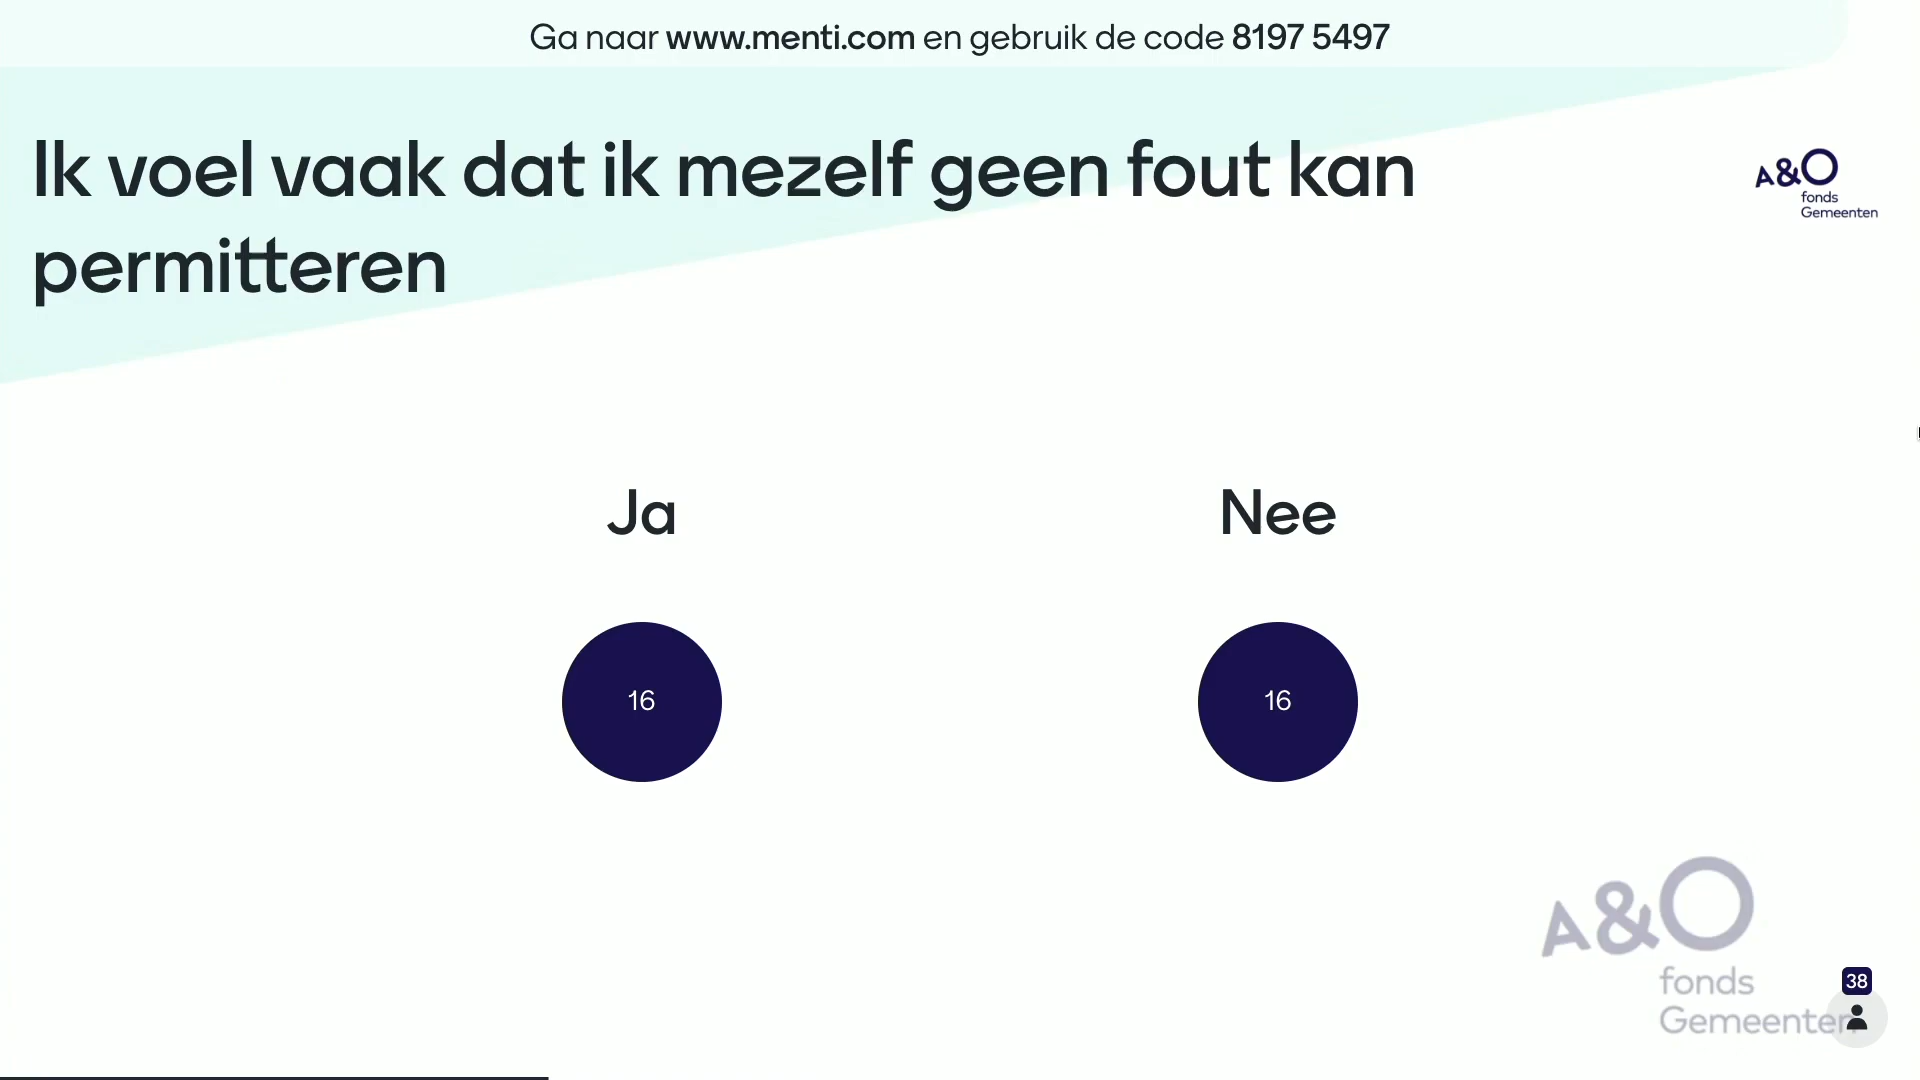 Ga naar www.menti.com en gebruik de code 8197 5497
Ik voel vaak dat ik mezelf geen fout kan
permitteren
A&O
fonds
Gemeenten
Ja
Nee
16
16
A&O
fonds
Gemeenten
38